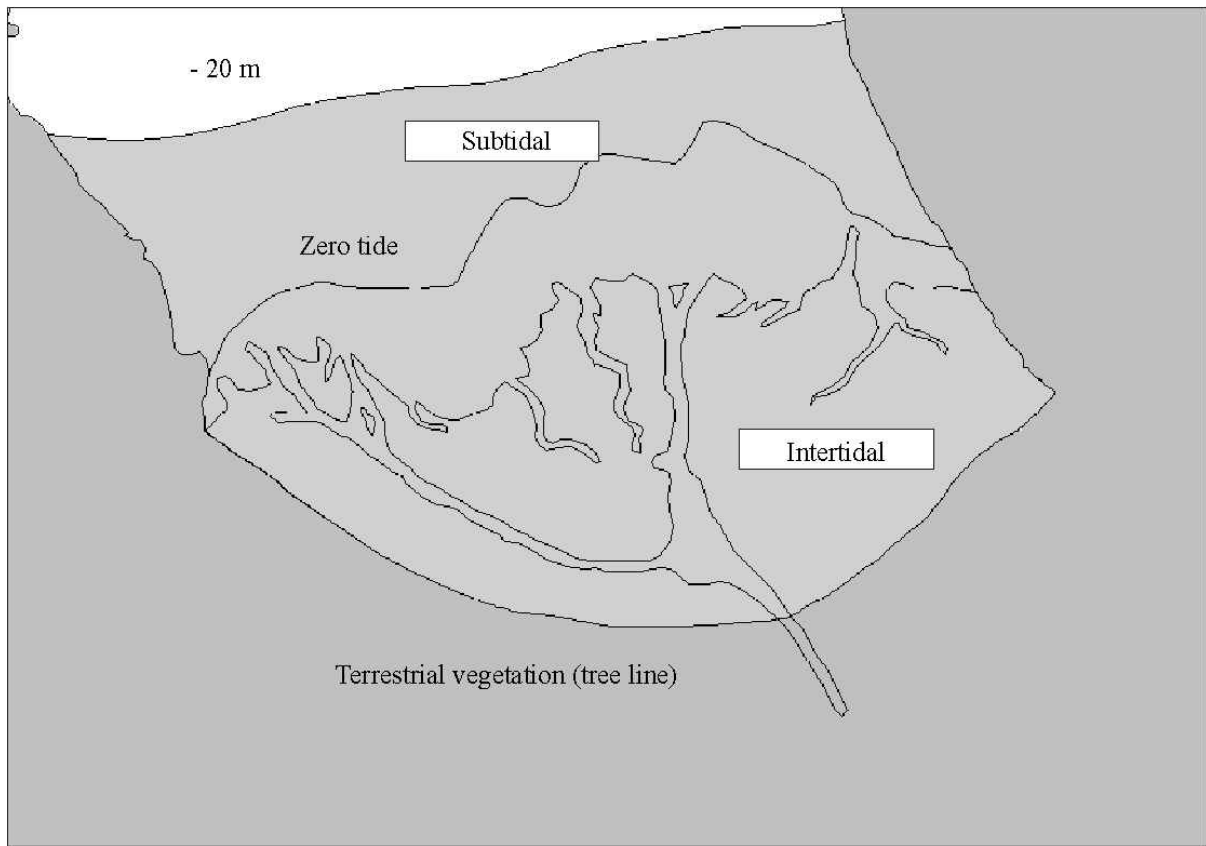 - 20 m
Subtidal
Zero tide
Intertidal
Terrestrial vegetation (tree line)